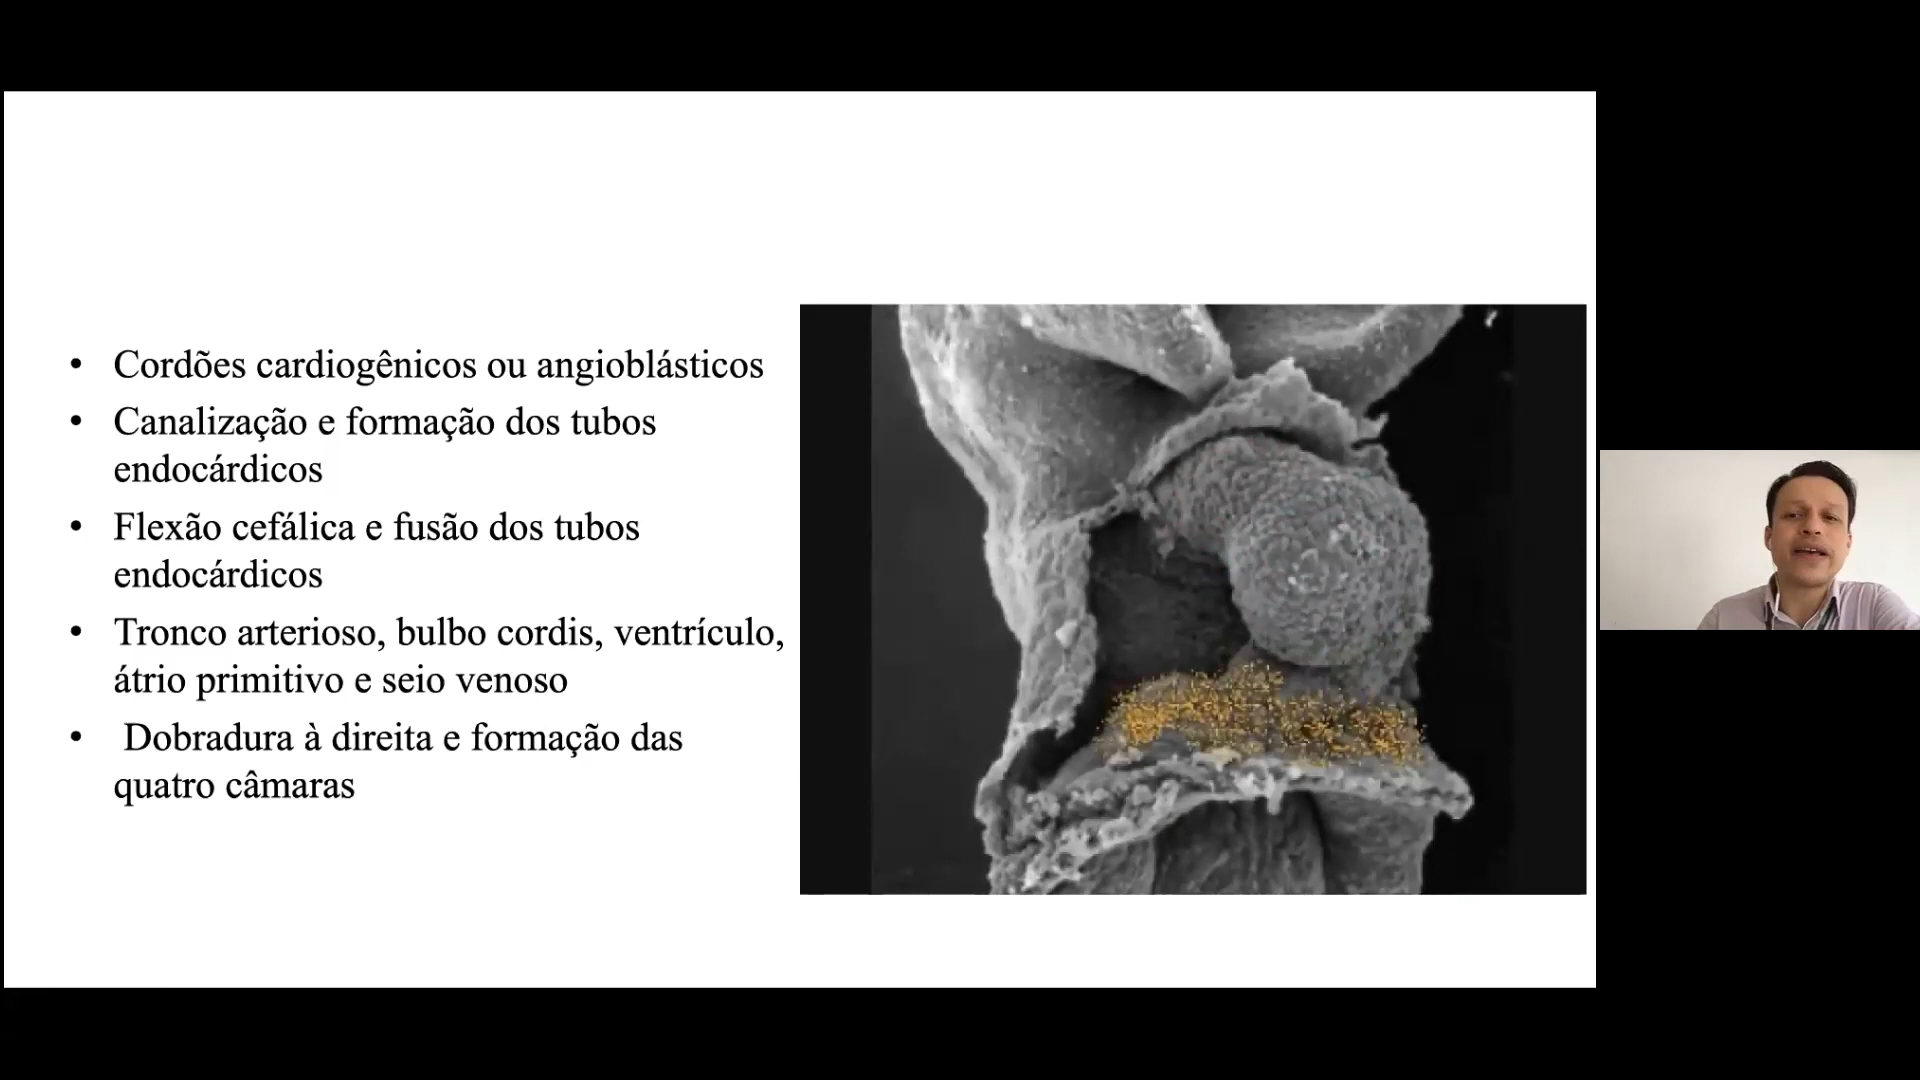 • Cordões cardiogênicos ou angioblásticos
• Canalização e formação dos tubos
endocárdicos
• Flexão cefálica e fusão dos tubos
endocárdicos
• Tronco arterioso, bulbo cordis, ventrículo,
átrio primitivo e seio venoso
• Dobradura à direita e formação das
quatro câmaras